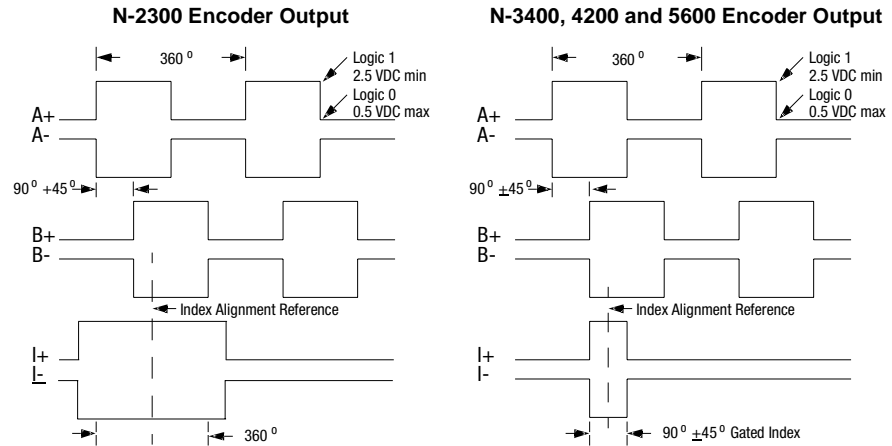 N-2300 Encoder Output
360 o
Logic 1
2.5 VDC min
Logic 0
0.5 VDC max
A+
A-
90 o +45 o
B+
B-
Index Alignment Reference
I+
I-
360 o
N-3400, 4200 and 5600 Encoder Output
360 o
Logic 1
2.5 VDC min
Logic 0
0.5 VDC max
A+
A-
90 o ±45 o
B+
B-
Index Alignment Reference
I+
I-
90 o ±45 o Gated Index